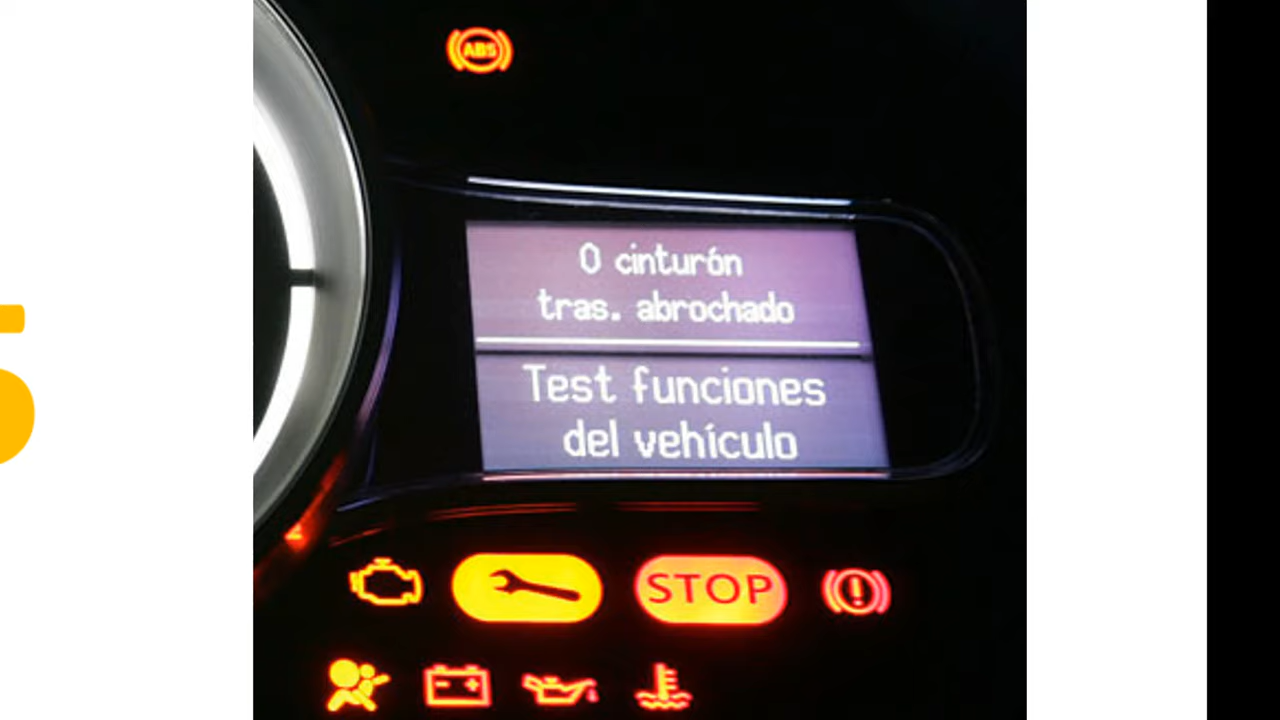 ABS
0 cinturón
tras. abrochado
Test funciones
del vehículo
STOP